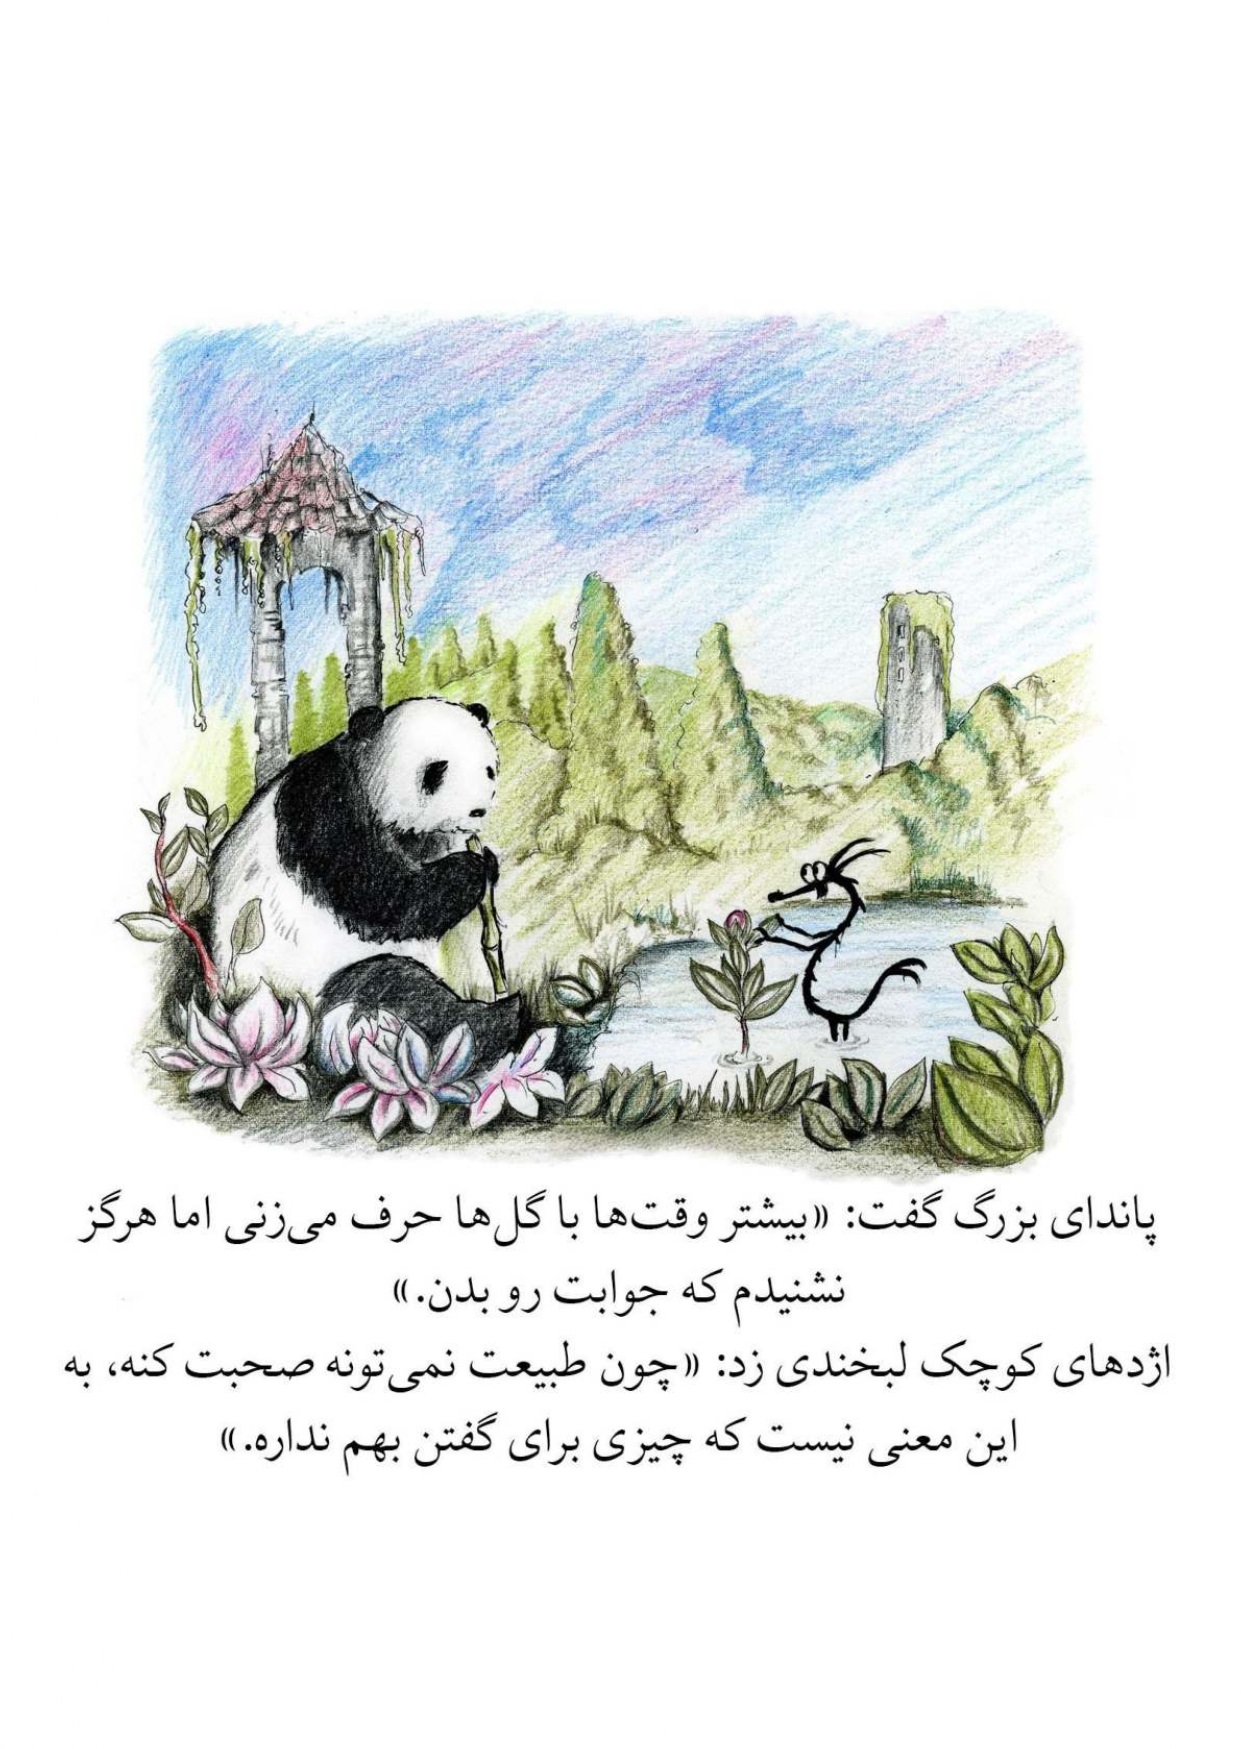 پاندای بزرگ گفت: «بیشتر وقت‌ها با گل‌ها حرف می‌زنی اما هرگز
نشنیدم که جوابت رو بدن.»
اژدهای کوچک لبخندی زد: «چون طبیعت نمی‌تونه صحبت کنه، به
این معنی نیست که چیزی برای گفتن بهم نداره.»